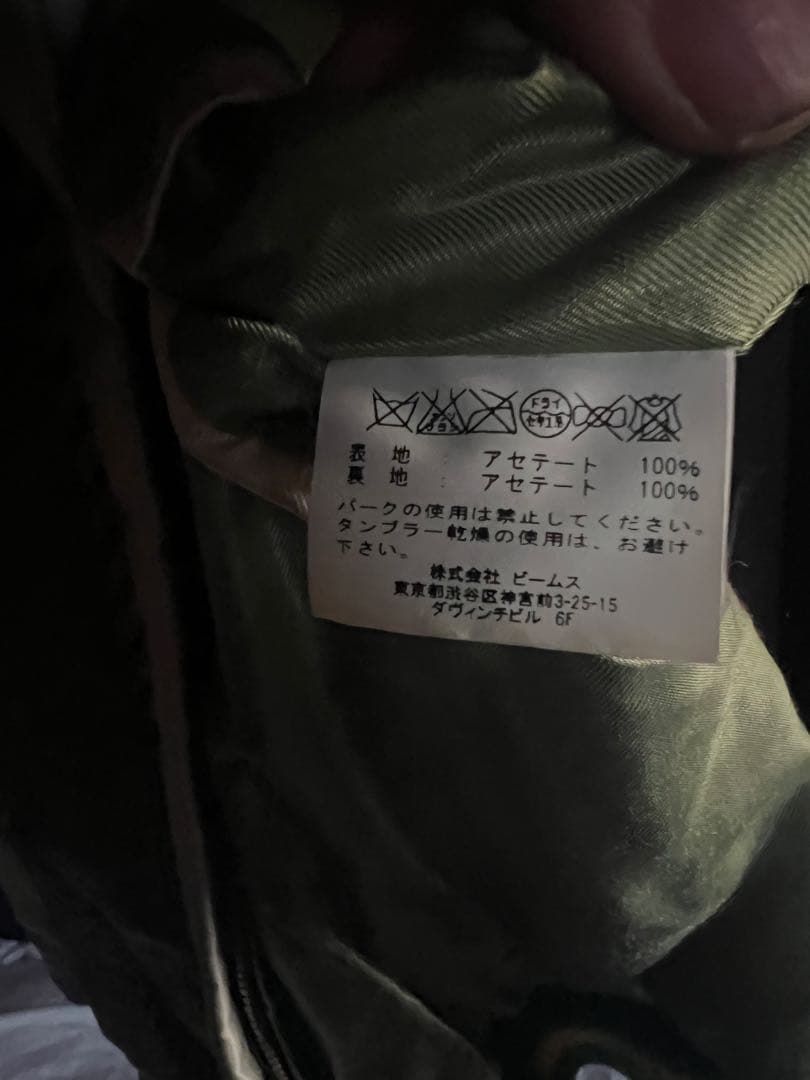 ドライ
セキユ系
表地 : アセテート 100%
裏地 : アセテート 100%
パークの使用は禁止してください。
タンブラー乾燥の使用は、お避け
下さい。
株式会社 ビームス
東京都渋谷区神宮前3-25-15
ダヴィンチビル 6F